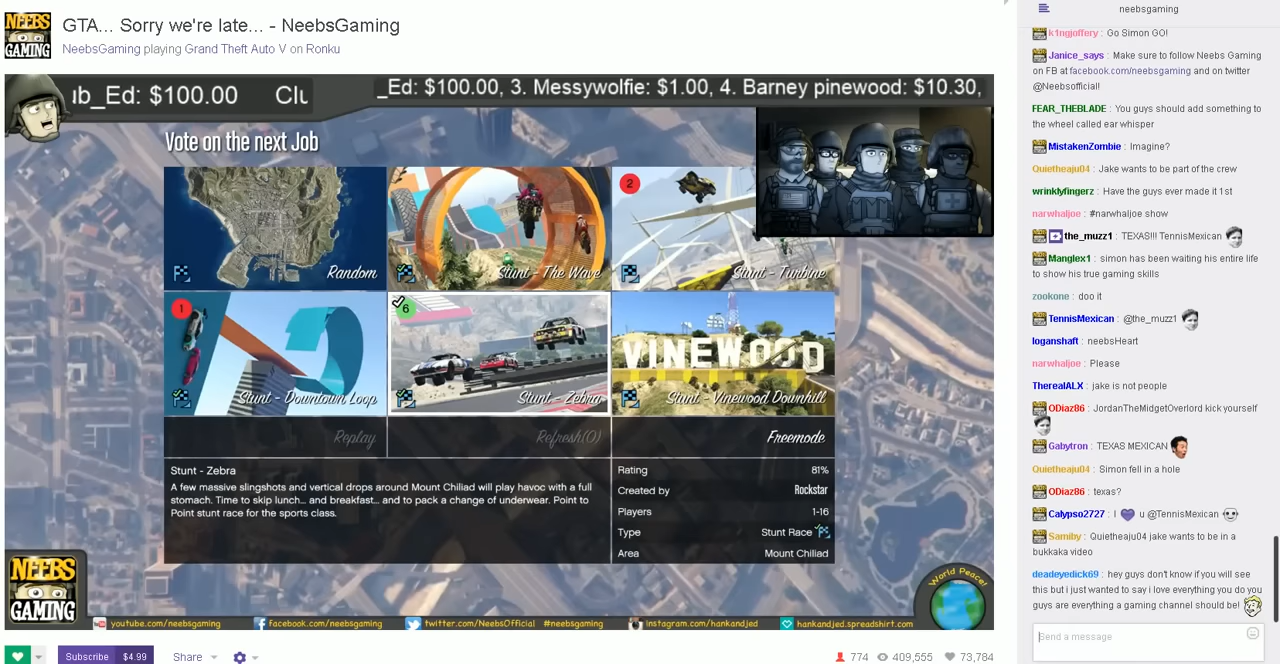 NEEBS
GAMING
GTA... Sorry we're late... - NeebsGaming
NeebsGaming playing Grand Theft Auto V on Ronku
ub_Ed: $100.00 Clu
_Ed: $100.00, 3. Messywolfie: $1.00, 4. Barney pinewood: $10.30,
Vote on the next Job
Random
Stunt - The Wave
2
Stunt - Turbine
1
Stunt - Downtown Loop
6
Stunt - Zebra
VINEWOOD
Stunt - Vinewood Downhill
Replay
Refresh(0)
Freemode
Stunt - Zebra
A few massive slingshots and vertical drops around Mount Chiliad will play havoc with a full
stomach. Time to skip lunch... and breakfast... and to pack a change of underwear. Point to
Point stunt race for the sports class.
Rating 81%
Created by Rockstar
Players 1-16
Type Stunt Race
Area Mount Chiliad
NEEBS
GAMING
World Peace!
youtube.com/neebsgaming
facebook.com/neebsgaming
twitter.com/NeebsOfficial #neebsgaming
instagram.com/hankandjed
hankandjed.spreadshirt.com
Subscribe $4.99
Share
774 409,555 73,784
neebsgaming
k1ngjoffery : Go Simon GO!
Janice_says : Make sure to follow Neebs Gaming
on FB at facebook.com/neebsgaming and on twitter
@Neebsofficial!
FEAR_THEBLADE : You guys should add something to
the wheel called ear whisper
MistakenZombie : Imagine?
Quietheaju04 : Jake wants to be part of the crew
wrinklyfingerz : Have the guys ever made it 1st
narwhaljoe : #narwhaljoe show
the_muzz1 : TEXAS!!! TennisMexican
Manglex1 : simon has been waiting his entire life
to show his true gaming skills
zookone : doo it
TennisMexican : @the_muzz1
loganshaft : neebsHeart
narwhaljoe : Please
TherealALX : jake is not people
ODiaz86 : JordanTheMidgetOverlord kick yourself
Gabytron : TEXAS MEXICAN
Quietheaju04 : Simon fell in a hole
ODiaz86 : texas?
Calypso2727 : I u @TennisMexican
Samiby : Quietheaju04 jake wants to be in a
bukkaka video
deadeyedick69 : hey guys don't know if you will see
this but i just wanted to say i love everything you do you
guys are everything a gaming channel should be!
Send a message